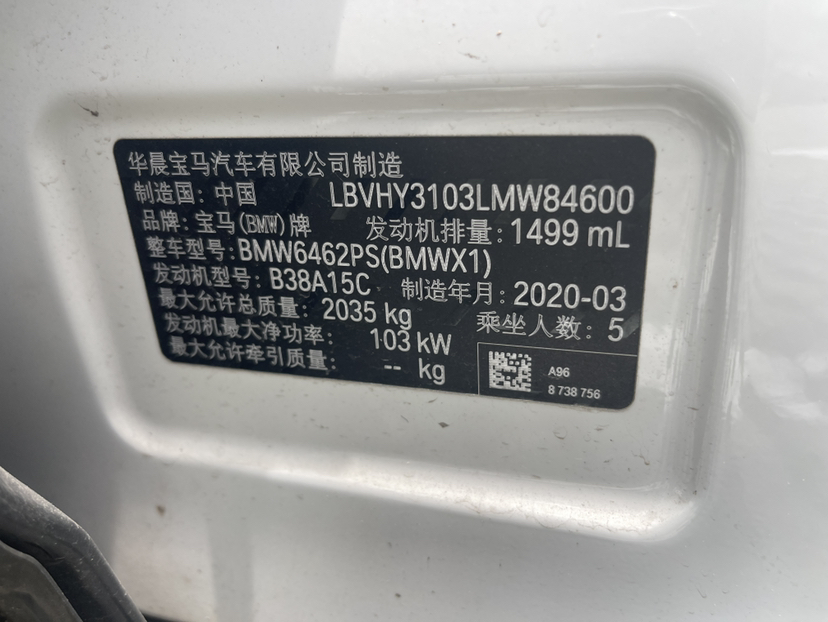 华晨宝马汽车有限公司制造
制造国: 中国 LBVHY3103LMW84600
品牌: 宝马(BMW)牌 发动机排量: 1499 mL
整车型号: BMW6462PS(BMWX1)
发动机型号: B38A15C 制造年月: 2020-03
最大允许总质量: 2035 kg 乘坐人数: 5
发动机最大净功率: 103 kW
最大允许牵引质量: -- kg
A96
8 738 756